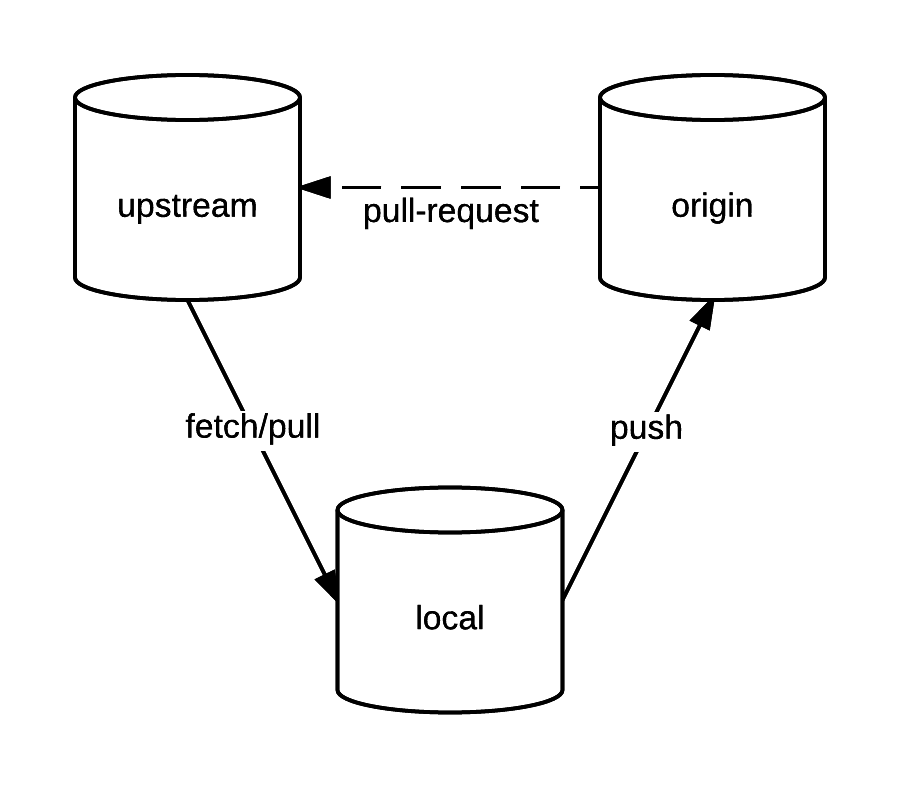 upstream
origin
pull-request
fetch/pull
push
local